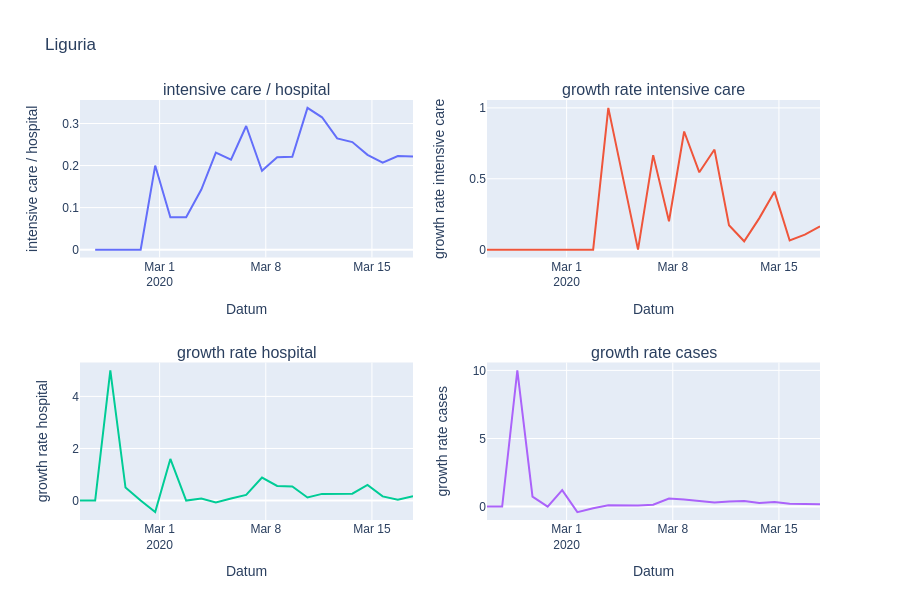 Liguria
intensive care / hospital
intensive care / hospital
0.3
0.2
0.1
0
Mar 1
2020
Mar 8
Mar 15
Datum
growth rate intensive care
growth rate intensive care
1
0.5
0
Mar 1
2020
Mar 8
Mar 15
Datum
growth rate hospital
growth rate hospital
4
2
0
Mar 1
2020
Mar 8
Mar 15
Datum
growth rate cases
growth rate cases
10
5
0
Mar 1
2020
Mar 8
Mar 15
Datum